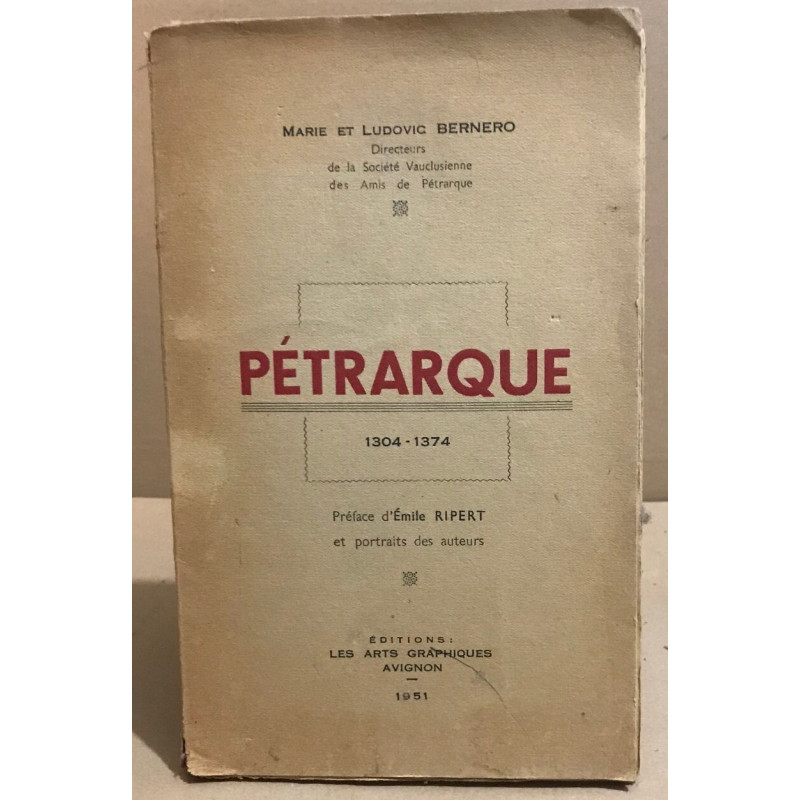 MARIE ET LUDOVIC BERNERO
Directeurs
de la Société Vauclusienne
des Amis de Pétrarque
PÉTRARQUE
1304 - 1374
Préface d'Émile RIPERT
et portraits des auteurs
ÉDITIONS :
LES ARTS GRAPHIQUES
AVIGNON
1951